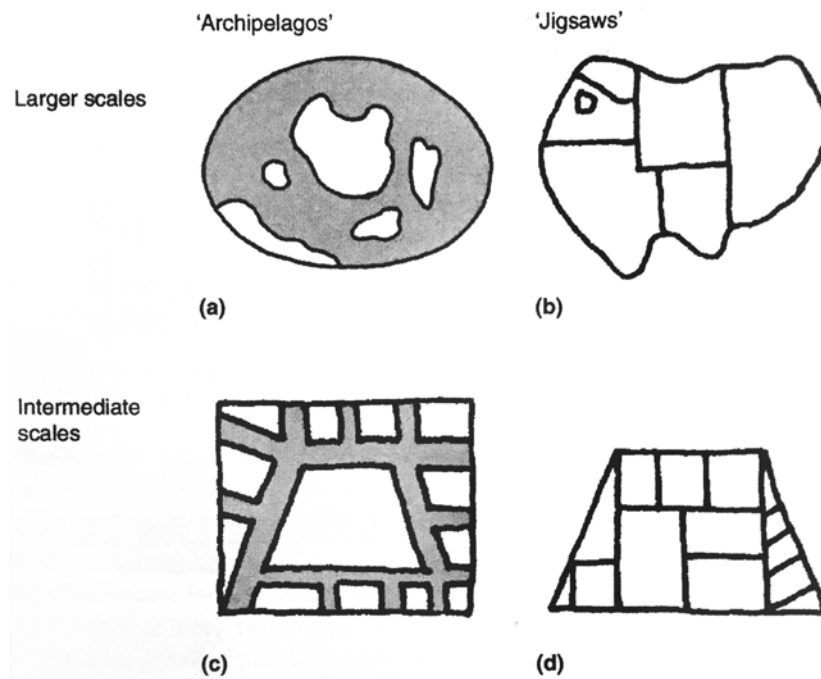 'Archipelagos' 'Jigsaws'
Larger scales
(a) (b)
Intermediate
scales
(c) (d)